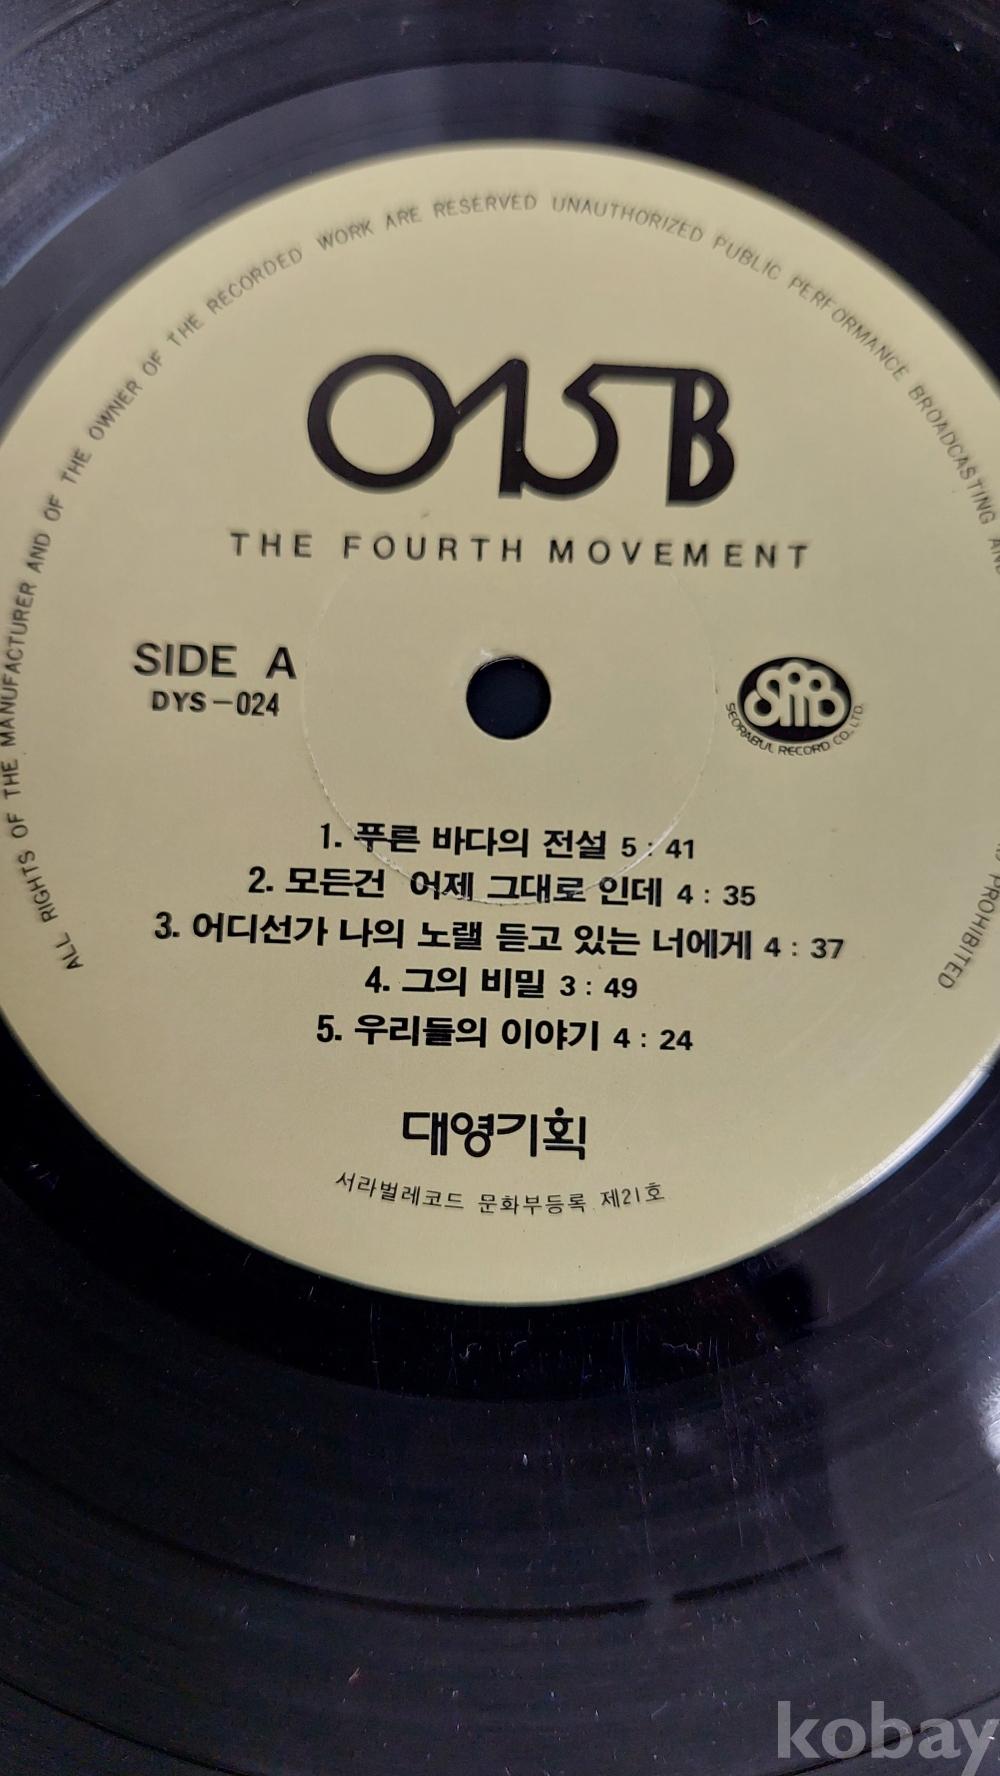 ALL RIGHTS OF THE MANUFACTURER AND OF THE OWNER OF THE RECORDED WORK ARE RESERVED UNAUTHORIZED PUBLIC PERFORMANCE BROADCASTING AND
PROHIBITED
015B
THE FOURTH MOVEMENT
SIDE A
DYS-024
SRB
SEORABUL RECORD CO., LTD.
1. 푸른 바다의 전설 5 : 41
2. 모든건 어제 그대로 인데 4 : 35
3. 어디선가 나의 노랠 듣고 있는 너에게 4 : 37
4. 그의 비밀 3 : 49
5. 우리들의 이야기 4 : 24
대영기획
서라벌레코드 문화부등록 제21호
kobay